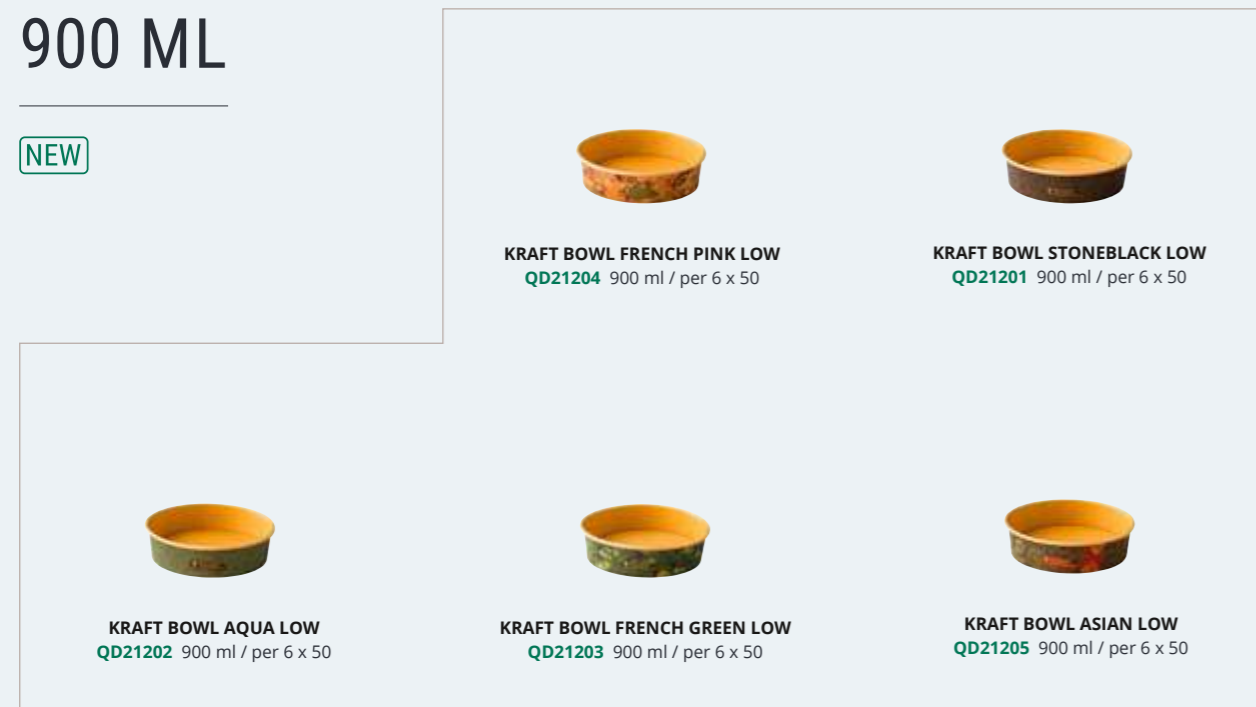 900 ML
NEW
KRAFT BOWL FRENCH PINK LOW
QD21204 900 ml / per 6 x 50
KRAFT BOWL STONEBLACK LOW
QD21201 900 ml / per 6 x 50
KRAFT BOWL AQUA LOW
QD21202 900 ml / per 6 x 50
KRAFT BOWL FRENCH GREEN LOW
QD21203 900 ml / per 6 x 50
KRAFT BOWL ASIAN LOW
QD21205 900 ml / per 6 x 50